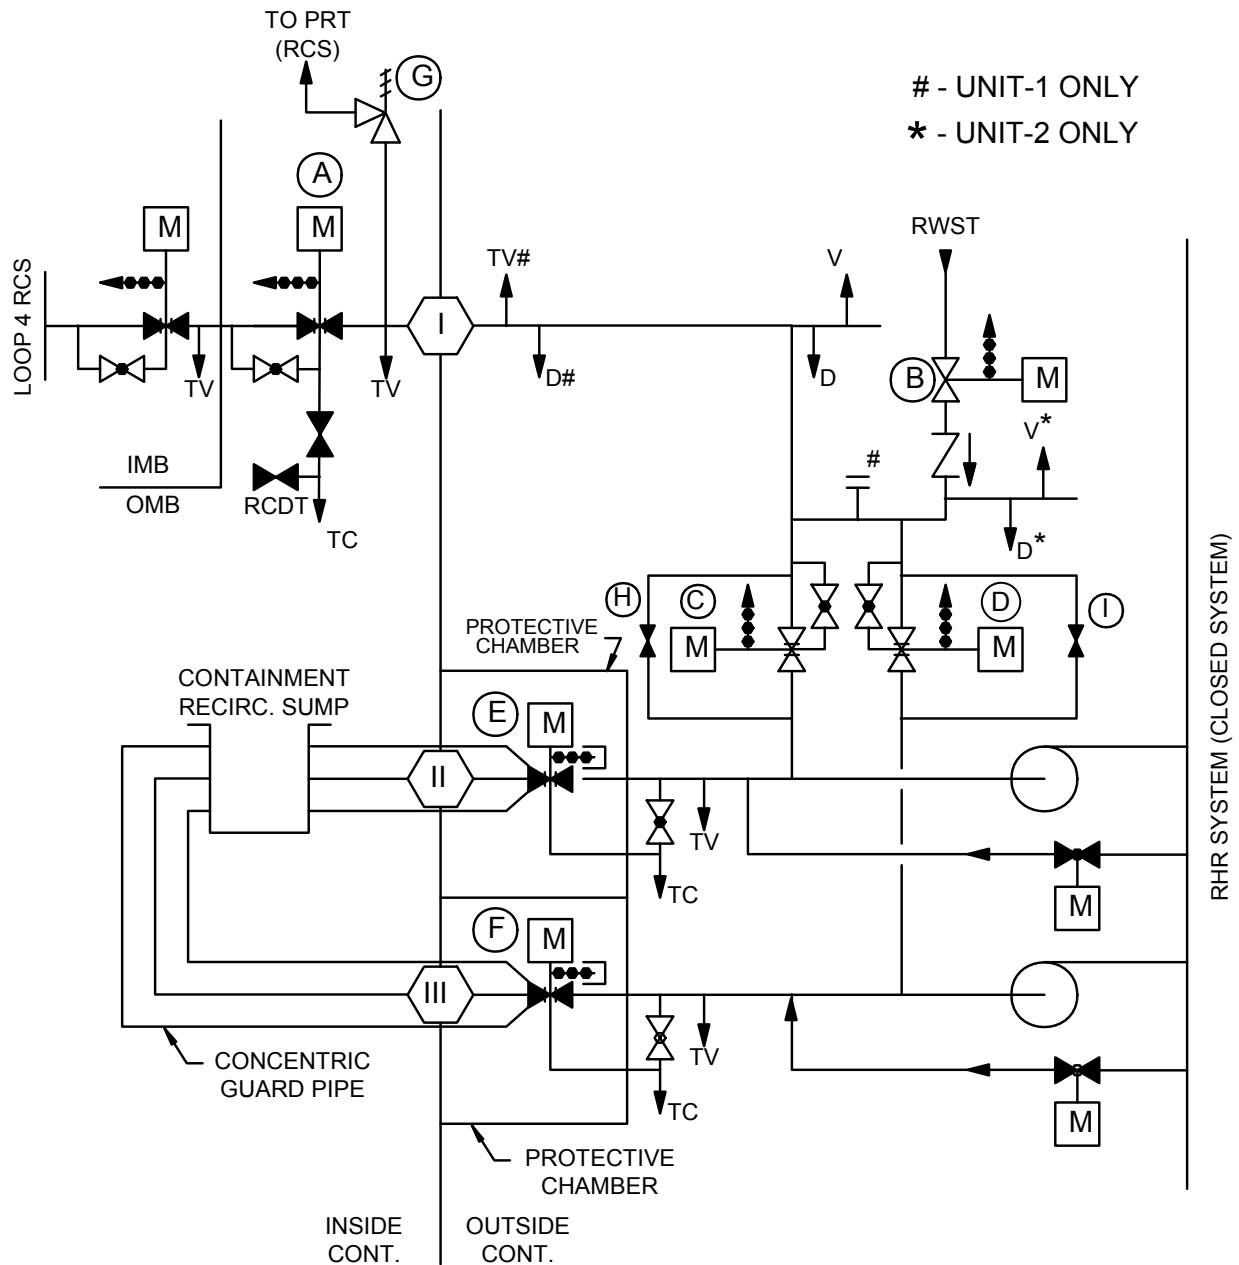 TO PRT
(RCS)
G
# - UNIT-1 ONLY
* - UNIT-2 ONLY
A
M
M
LOOP 4 RCS
TV#
V
RWST
I
TV
TV
D#
D
B
M
V*
IMB
OMB
RCDT
TC
#
D*
H
C
D
I
M
M
PROTECTIVE
CHAMBER
CONTAINMENT
RECIRC. SUMP
E
M
II
TV
TC
M
F
M
III
TV
TC
M
CONCENTRIC
GUARD PIPE
PROTECTIVE
CHAMBER
INSIDE
CONT.
OUTSIDE
CONT.
RHR SYSTEM (CLOSED SYSTEM)